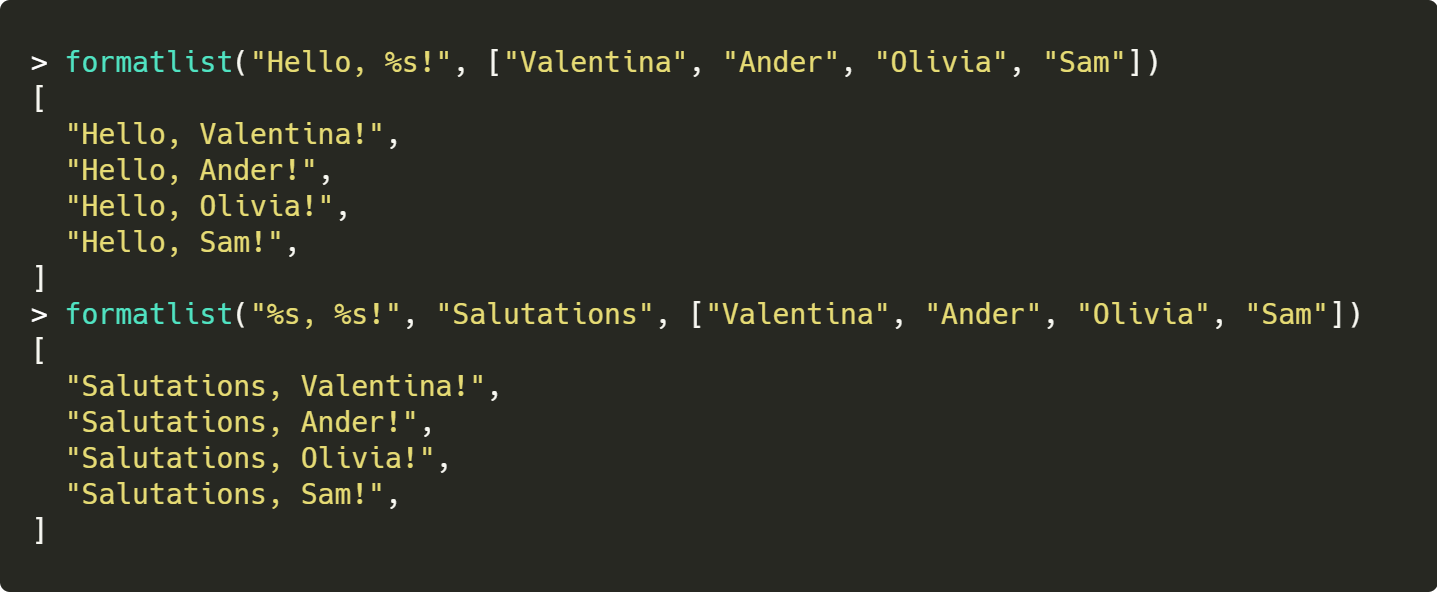 > formatlist("Hello, %s!", ["Valentina", "Ander", "Olivia", "Sam"])
[
  "Hello, Valentina!",
  "Hello, Ander!",
  "Hello, Olivia!",
  "Hello, Sam!",
]
> formatlist("%s, %s!", "Salutations", ["Valentina", "Ander", "Olivia", "Sam"])
[
  "Salutations, Valentina!",
  "Salutations, Ander!",
  "Salutations, Olivia!",
  "Salutations, Sam!",
]